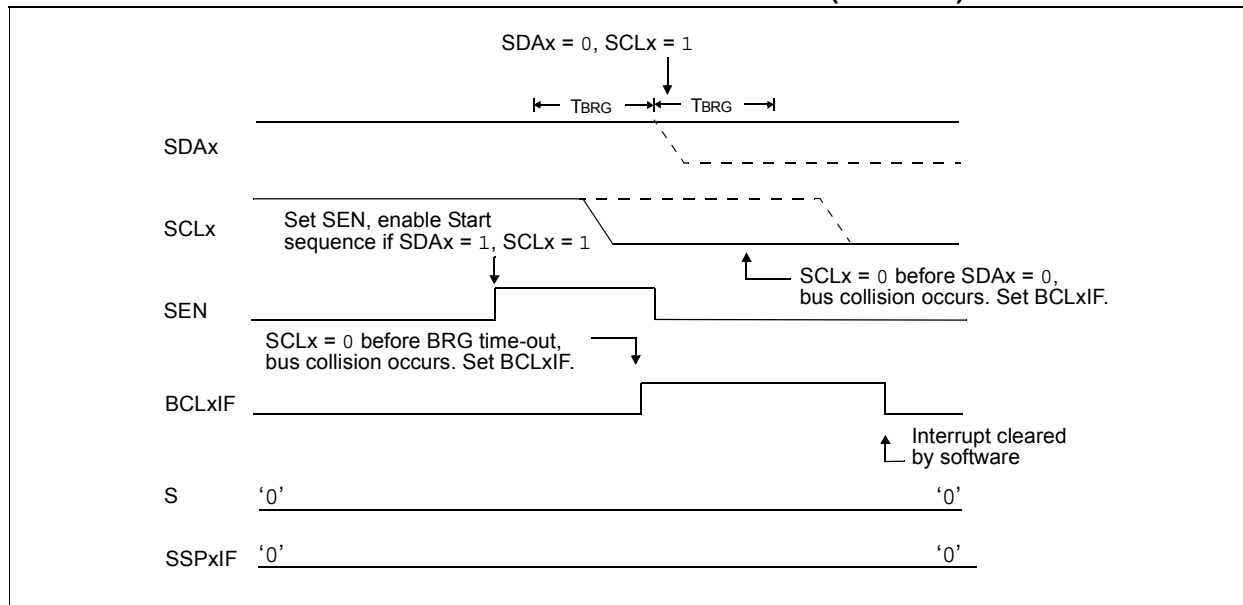 SDAx = 0, SCLx = 1
TBRG TBRG
SDAx
SCLx
Set SEN, enable Start
sequence if SDAx = 1, SCLx = 1
SCLx = 0 before SDAx = 0,
bus collision occurs. Set BCLxIF.
SEN
SCLx = 0 before BRG time-out,
bus collision occurs. Set BCLxIF.
BCLxIF
Interrupt cleared
by software
S ‘0’ ‘0’
SSPxIF ‘0’ ‘0’